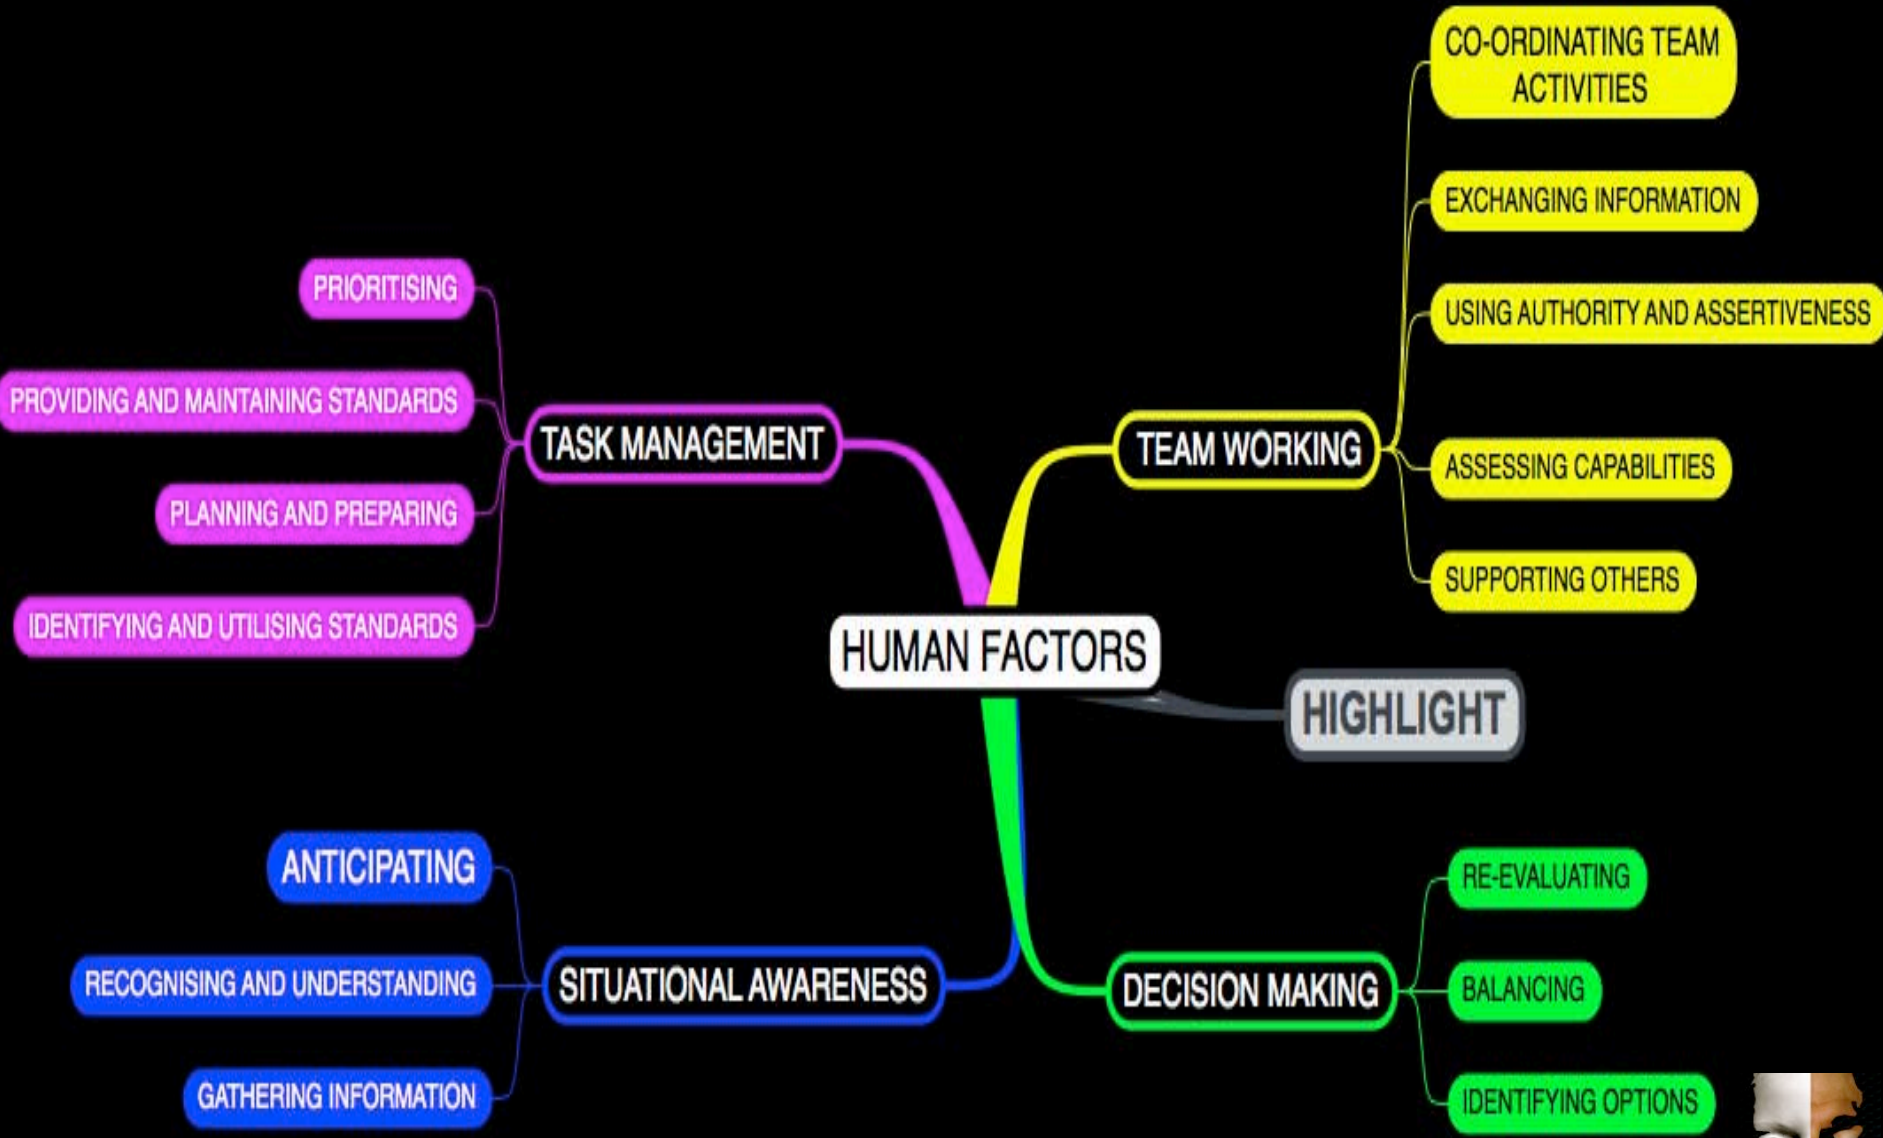 CO-ORDINATING TEAM
ACTIVITIES
EXCHANGING INFORMATION
USING AUTHORITY AND ASSERTIVENESS
TEAM WORKING
ASSESSING CAPABILITIES
SUPPORTING OTHERS
PRIORITISING
PROVIDING AND MAINTAINING STANDARDS
TASK MANAGEMENT
PLANNING AND PREPARING
IDENTIFYING AND UTILISING STANDARDS
HUMAN FACTORS
HIGHLIGHT
ANTICIPATING
RECOGNISING AND UNDERSTANDING
SITUATIONAL AWARENESS
GATHERING INFORMATION
DECISION MAKING
RE-EVALUATING
BALANCING
IDENTIFYING OPTIONS